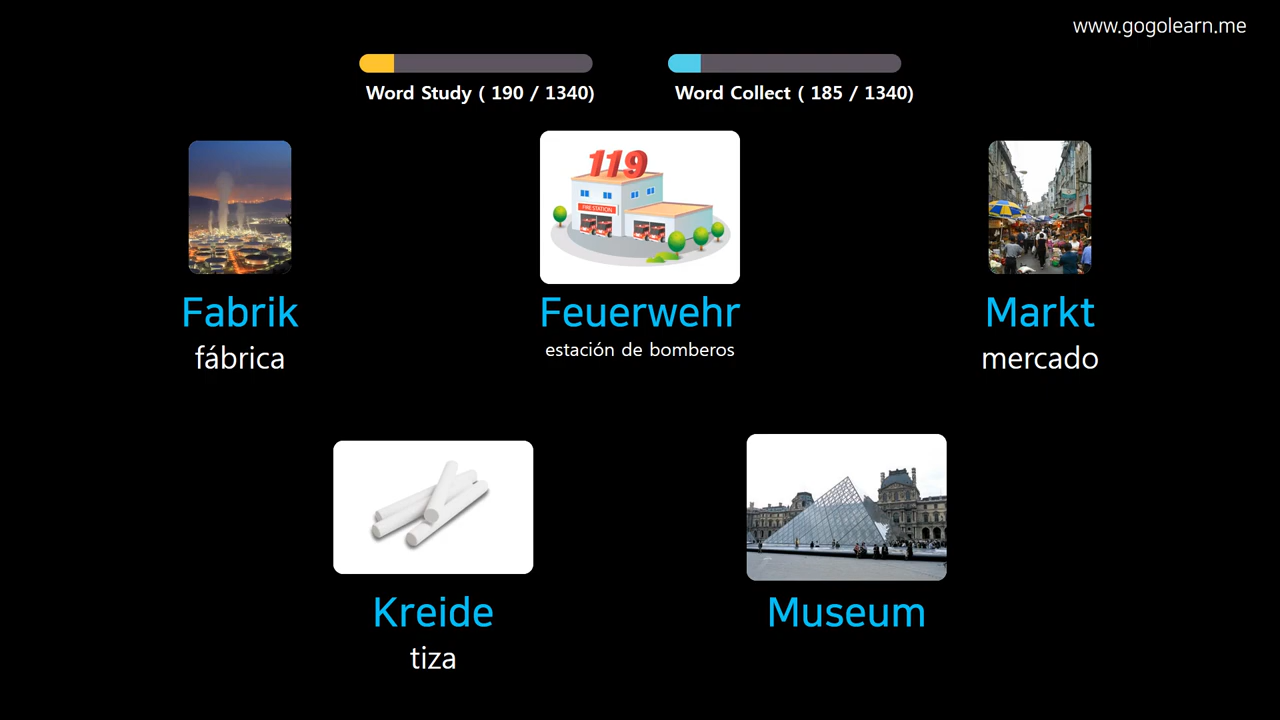 www.gogolearn.me
Word Study ( 190 / 1340)
Word Collect ( 185 / 1340)
119
FIRE STATION
Fabrik
fábrica
Feuerwehr
estación de bomberos
Markt
mercado
Kreide
tiza
Museum